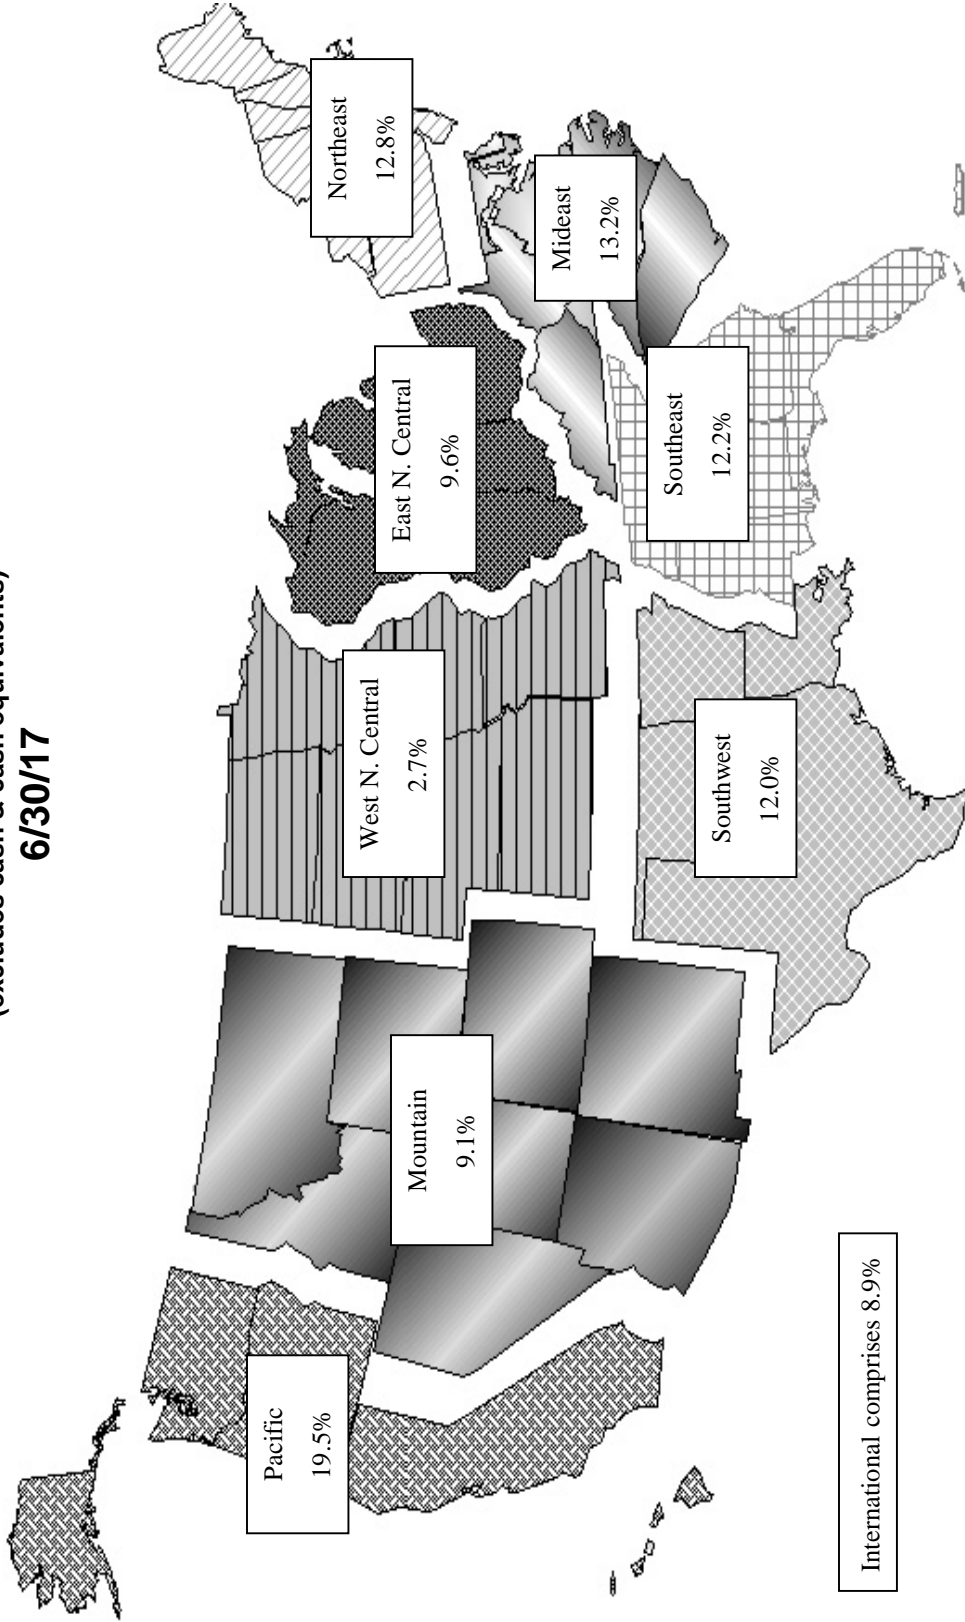 (excludes cash & cash equivalents)
6/30/17
Pacific
19.5%
Mountain
9.1%
West N. Central
2.7%
East N. Central
9.6%
Northeast
12.8%
Mideast
13.2%
Southeast
12.2%
Southwest
12.0%
International comprises 8.9%